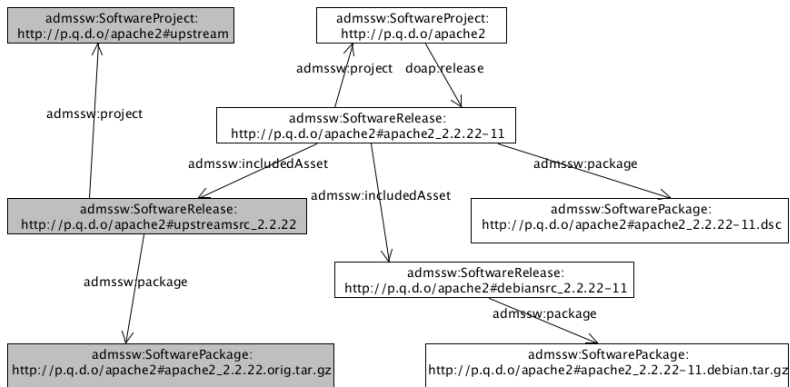 admssw:SoftwareProject:
http://p.q.d.o/apache2#upstream
admssw:SoftwareProject:
http://p.q.d.o/apache2
admssw:project
doap:release
admssw:project
admssw:SoftwareRelease:
http://p.q.d.o/apache2#apache2_2.2.22-11
admssw:includedAsset
admssw:package
admssw:includedAsset
admssw:SoftwareRelease:
http://p.q.d.o/apache2#upstreamsrc_2.2.22
admssw:SoftwarePackage:
http://p.q.d.o/apache2#apache2_2.2.22-11.dsc
admssw:package
admssw:SoftwareRelease:
http://p.q.d.o/apache2#debiansrc_2.2.22-11
admssw:package
admssw:SoftwarePackage:
http://p.q.d.o/apache2#apache2_2.2.22.orig.tar.gz
admssw:SoftwarePackage:
http://p.q.d.o/apache2#apache2_2.2.22-11.debian.tar.gz